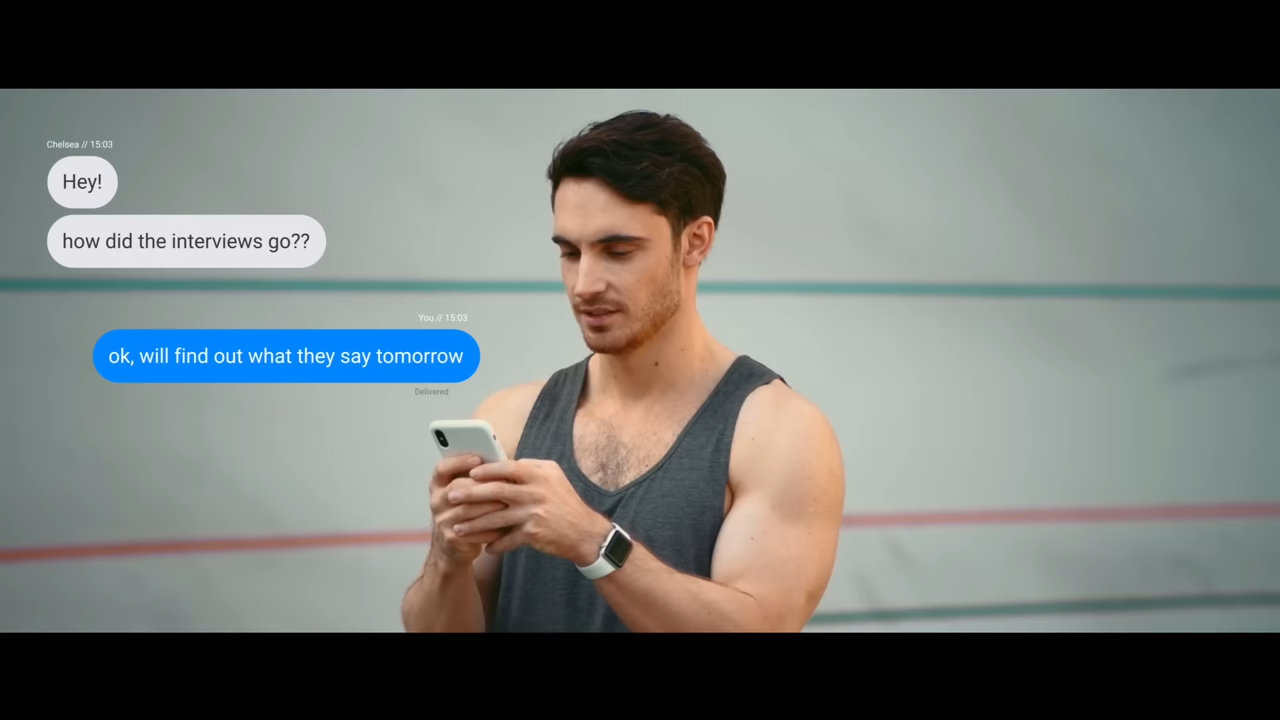 Chelsea // 15:03
Hey!
how did the interviews go??
You // 15:03
ok, will find out what they say tomorrow
Delivered